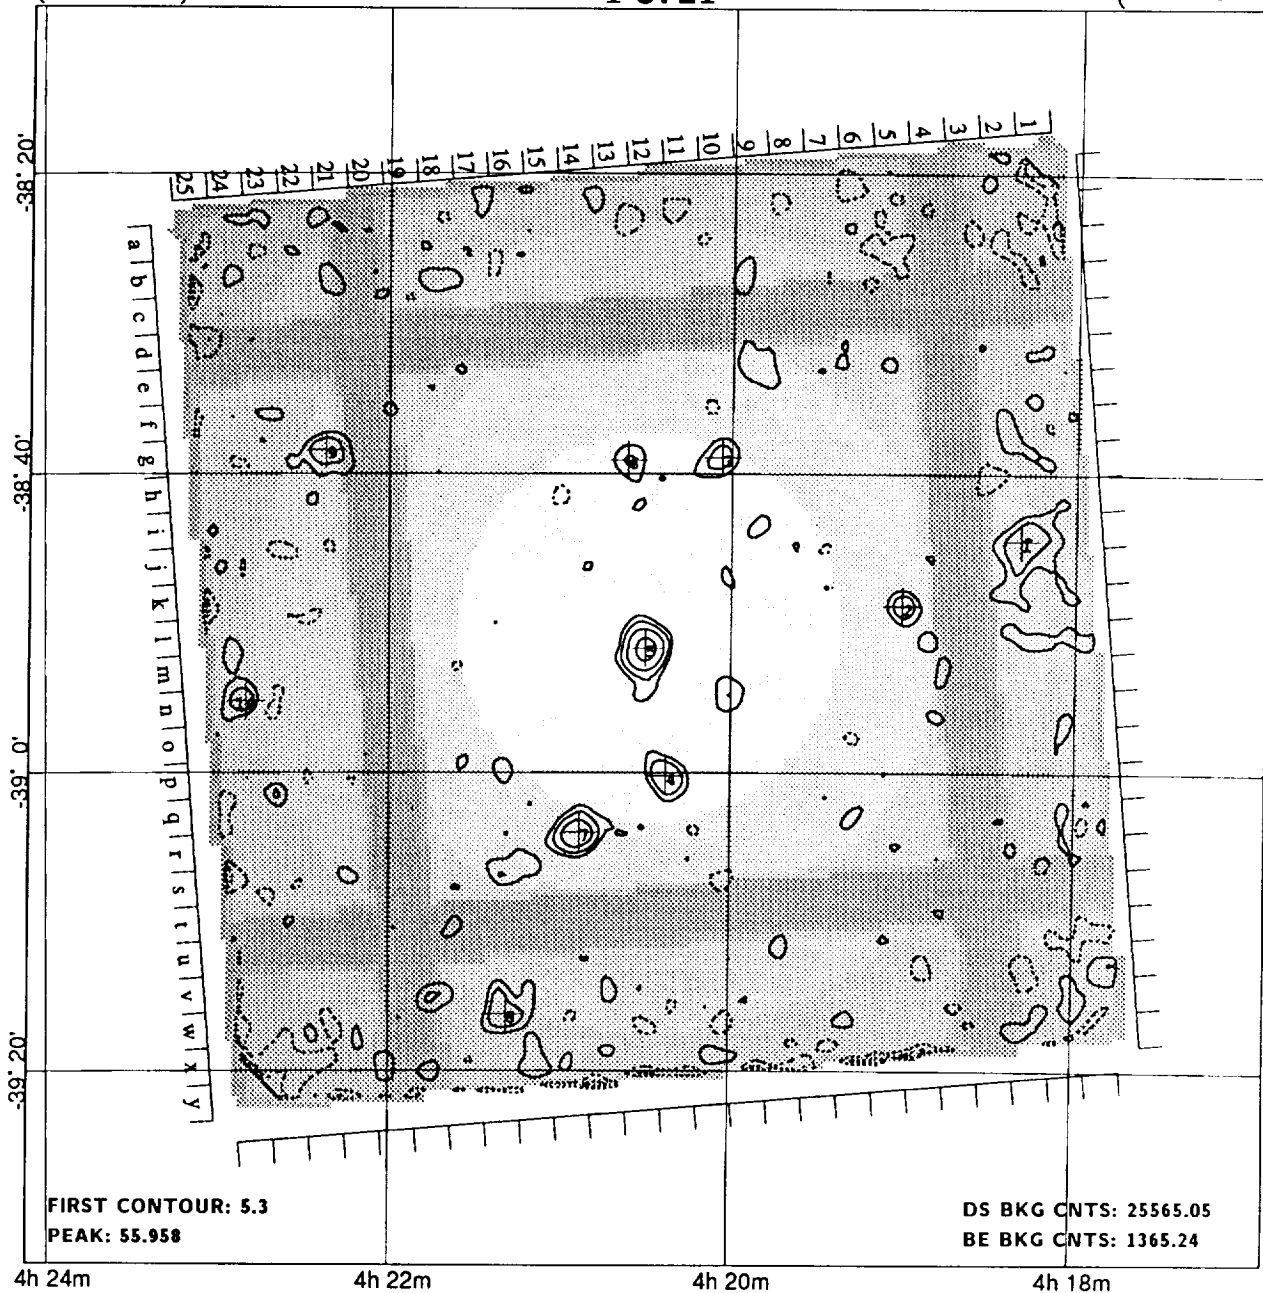 -38° 20'
25 24 23 22 21 20 19 18 17 16 15 14 13 12 11 10 9 8 7 6 5 4 3 2 1
a b c d e f g h i j k l m n o p q r s t u v w x y
-38° 40'
-39° 0'
-39° 20'
FIRST CONTOUR: 5.3
PEAK: 55.958
DS BKG CNTS: 25565.05
BE BKG CNTS: 1365.24
4h 24m
4h 22m
4h 20m
4h 18m